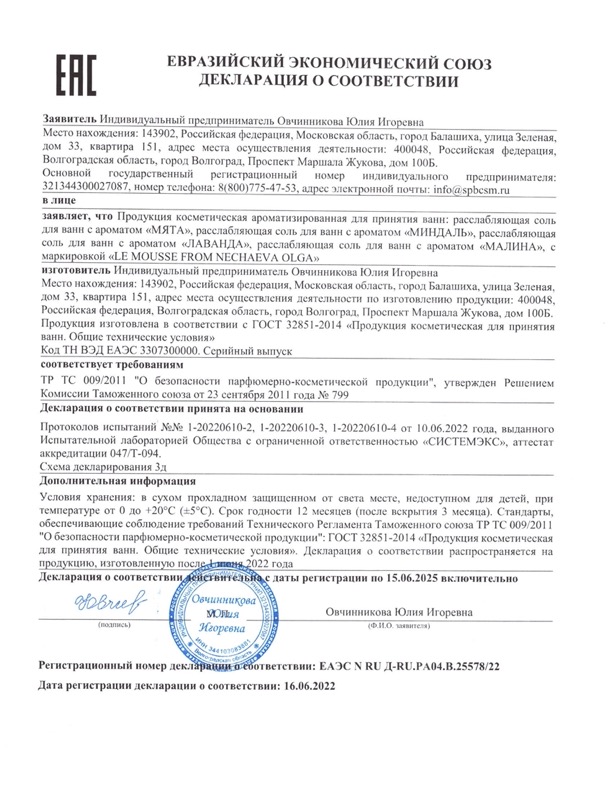 ЕАС
ЕВРАЗИЙСКИЙ ЭКОНОМИЧЕСКИЙ СОЮЗ
ДЕКЛАРАЦИЯ О СООТВЕТСТВИИ
Заявитель Индивидуальный предприниматель Овчинникова Юлия Игоревна
Место нахождения: 143902, Российская федерация, Московская область, город Балашиха, улица Зеленая,
дом 33, квартира 151, адрес места осуществления деятельности: 400048, Российская федерация,
Волгоградская область, город Волгоград, Проспект Маршала Жукова, дом 100Б.
Основной государственный регистрационный номер индивидуального предпринимателя:
321344300027087, номер телефона: 8(800)775-47-53, адрес электронной почты: info@spbcsm.ru
в лице
заявляет, что Продукция косметическая ароматизированная для принятия ванн: расслабляющая соль
для ванн с ароматом «МЯТА», расслабляющая соль для ванн с ароматом «МИНДАЛЬ», расслабляющая
соль для ванн с ароматом «ЛАВАНДА», расслабляющая соль для ванн с ароматом «МАЛИНА», с
маркировкой «LE MOUSSE FROM NECHAEVA OLGA»
изготовитель Индивидуальный предприниматель Овчинникова Юлия Игоревна
Место нахождения: 143902, Российская федерация, Московская область, город Балашиха, улица Зеленая,
дом 33, квартира 151, адрес места осуществления деятельности по изготовлению продукции: 400048,
Российская федерация, Волгоградская область, город Волгоград, Проспект Маршала Жукова, дом 100Б.
Продукция изготовлена в соответствии с ГОСТ 32851-2014 «Продукция косметическая для принятия
ванн. Общие технические условия»
Код ТН ВЭД ЕАЭС 3307300000. Серийный выпуск
соответствует требованиям
ТР ТС 009/2011 "О безопасности парфюмерно-косметической продукции", утвержден Решением
Комиссии Таможенного союза от 23 сентября 2011 года № 799
Декларация о соответствии принята на основании
Протоколов испытаний №№ 1-20220610-2, 1-20220610-3, 1-20220610-4 от 10.06.2022 года, выданного
Испытательной лабораторией Общества с ограниченной ответственностью «СИСТЕМЭКС», аттестат
аккредитации 047/Т-094.
Схема декларирования 3д
Дополнительная информация
Условия хранения: в сухом прохладном защищенном от света месте, недоступном для детей, при
температуре от 0 до +20°С (±5°С). Срок годности 12 месяцев (после вскрытия 3 месяца). Стандарты,
обеспечивающие соблюдение требований Технического Регламента Таможенного союза ТР ТС 009/2011
"О безопасности парфюмерно-косметической продукции": ГОСТ 32851-2014 «Продукция косметическая
для принятия ванн. Общие технические условия». Декларация о соответствии распространяется на
продукцию, изготовленную после 1 июня 2022 года
Декларация о соответствии действительна с даты регистрации по 15.06.2025 включительно
Овчинникова
Юлия
Игоревна
М.П.
Овчинникова Юлия Игоревна
(подпись)
(Ф.И.О. заявителя)
Регистрационный номер декларации о соответствии: ЕАЭС N RU Д-RU.РА04.В.25578/22
Дата регистрации декларации о соответствии: 16.06.2022